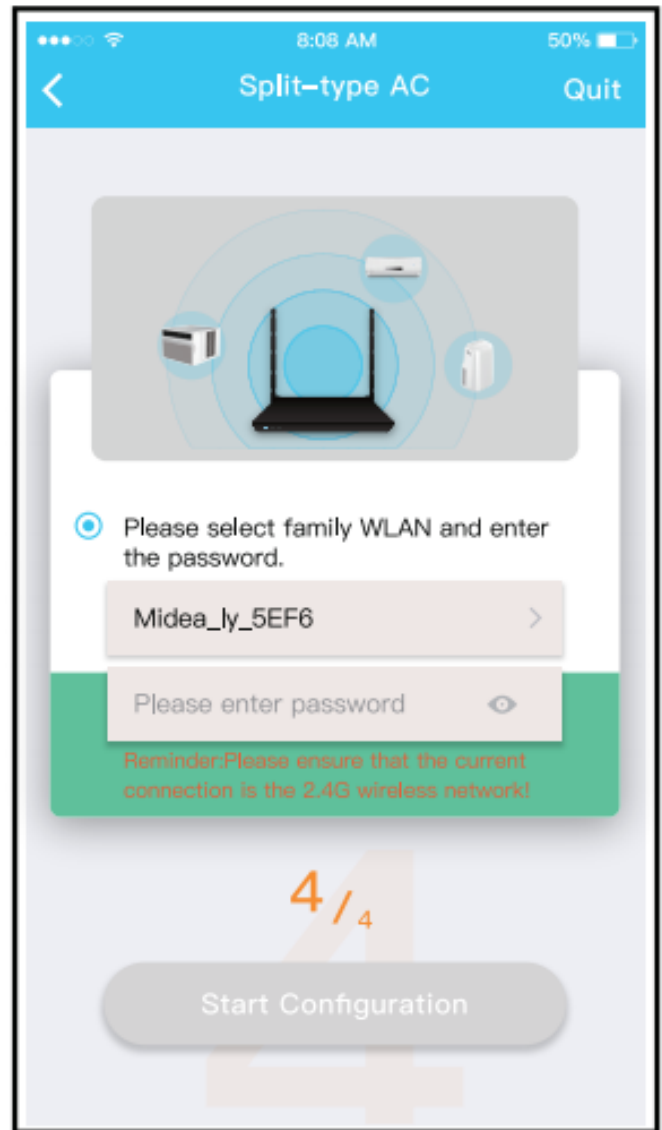 8:08 AM
50%
Split-type AC
Quit
Please select family WLAN and enter
the password.
Midea_ly_5EF6
Please enter password
Reminder:Please ensure that the current
connection is the 2.4G wireless network!
4/4
4
Start Configuration